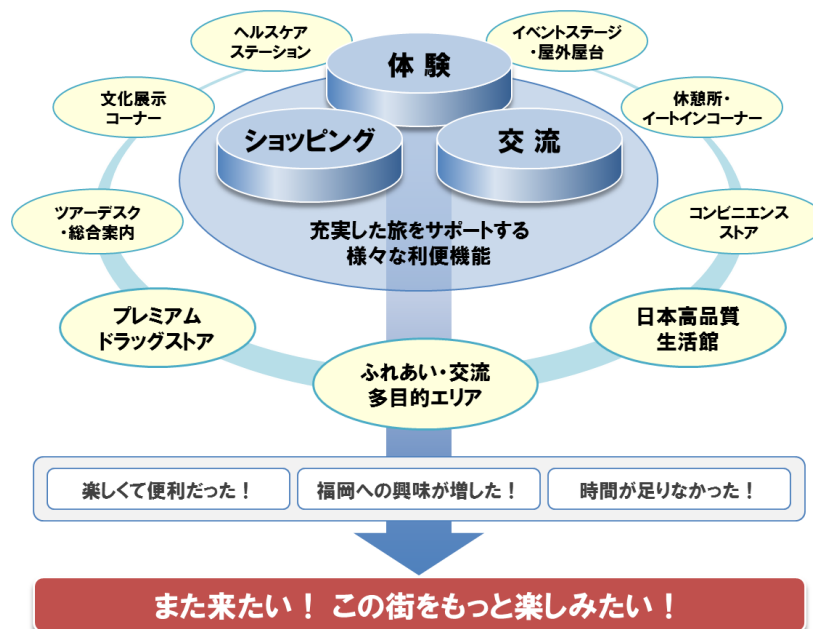 ヘルスケア
ステーション
イベントステージ
・屋外屋台
体 験
文化展示
コーナー
休憩所・
イートインコーナー
ショッピング
交 流
ツアーデスク
・総合案内
コンビニエンス
ストア
充実した旅をサポートする
様々な利便機能
プレミアム
ドラッグストア
日本高品質
生活館
ふれあい・交流
多目的エリア
楽しくて便利だった！
福岡への興味が増した！
時間が足りなかった！
また来たい！ この街をもっと楽しみたい！